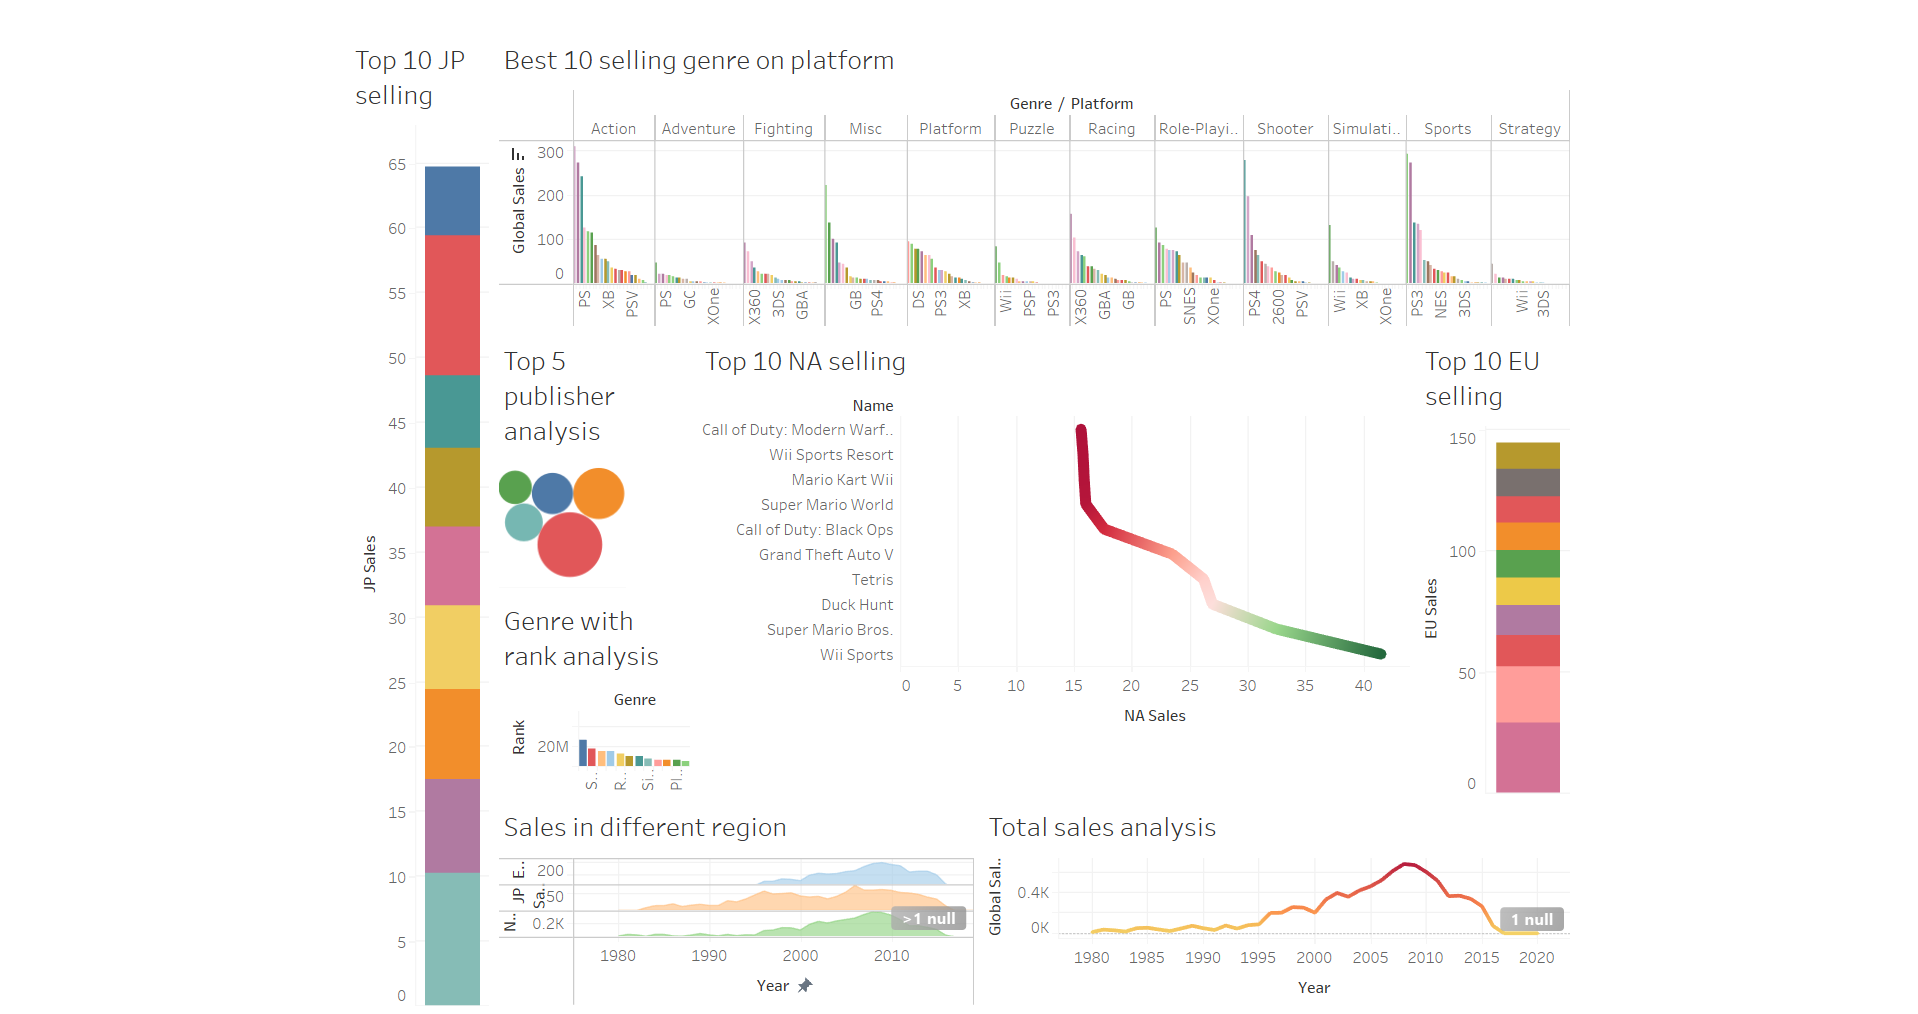 Top 10 JP
selling
65
60
55
50
45
40
35
30
25
20
15
10
5
0
JP Sales
Best 10 selling genre on platform
Genre / Platform
Action Adventure Fighting Misc Platform Puzzle Racing Role-Playi.. Shooter Simulati.. Sports Strategy
Global Sales
300
200
100
0
PS XB PSV PS GC XOne X360 3DS GBA GB PS4 DS PS3 XB Wii PSP PS3 X360 GBA GB PS SNES XOne PS4 2600 PSV Wii XB XOne PS3 NES 3DS Wii 3DS
Top 5
publisher
analysis
Genre with
rank analysis
Genre
Rank
20M
S.. R.. Si.. Pl..
Top 10 NA selling
Name
Call of Duty: Modern Warf..
Wii Sports Resort
Mario Kart Wii
Super Mario World
Call of Duty: Black Ops
Grand Theft Auto V
Tetris
Duck Hunt
Super Mario Bros.
Wii Sports
0 5 10 15 20 25 30 35 40
NA Sales
Top 10 EU
selling
150
100
50
0
EU Sales
Sales in different region
E.. 200
JP Sa.. 50
N.. 0.2K
>1 null
1980 1990 2000 2010
Year
Total sales analysis
Global Sal..
0.4K
0K
1 null
1980 1985 1990 1995 2000 2005 2010 2015 2020
Year